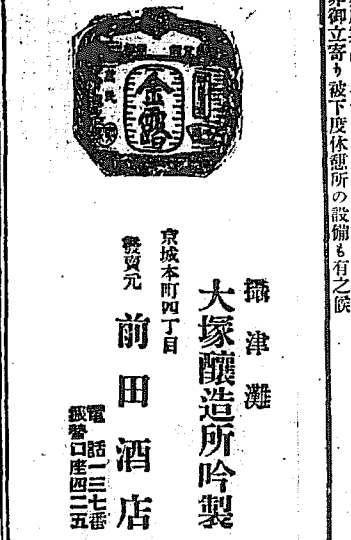 御立寄り被下度休憩所の設備も有之候
金露
攝津灘
大塚釀造所吟製
京城本町四丁目
發賣元
前田酒店
電話一三七番
振替口座四二五